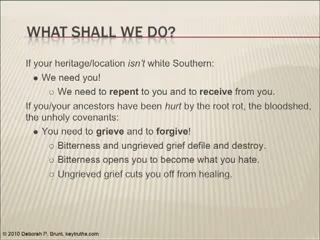 WHAT SHALL WE DO?
If your heritage/location isn't white Southern:
● We need you!
○ We need to repent to you and to receive from you.
If you/your ancestors have been hurt by the root rot, the bloodshed,
the unholy covenants:
● You need to grieve and to forgive!
○ Bitterness and ungrieved grief defile and destroy.
○ Bitterness opens you to become what you hate.
○ Ungrieved grief cuts you off from healing.
© 2010 Deborah P. Brunt, keytruths.com